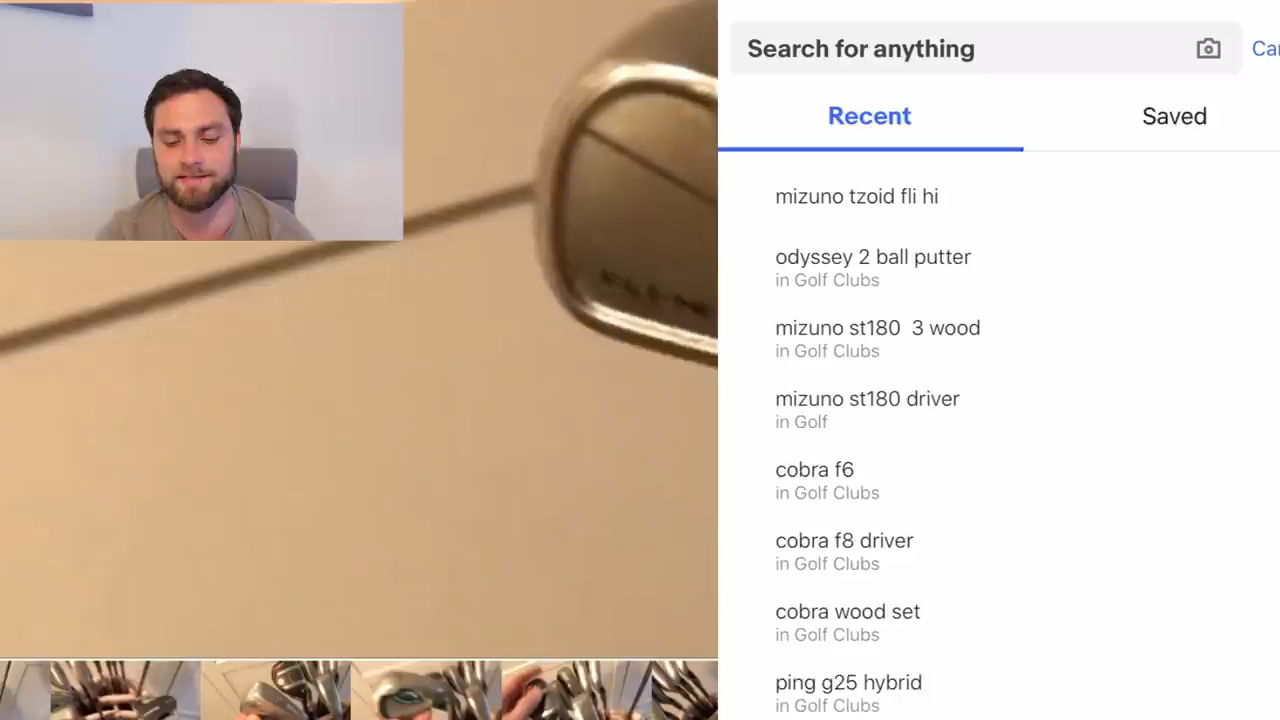 Search for anything
Recent
Saved
mizuno tzoid fli hi
odyssey 2 ball putter
in Golf Clubs
mizuno st180 3 wood
in Golf Clubs
mizuno st180 driver
in Golf
cobra f6
in Golf Clubs
cobra f8 driver
in Golf Clubs
cobra wood set
in Golf Clubs
ping g25 hybrid
in Golf Clubs